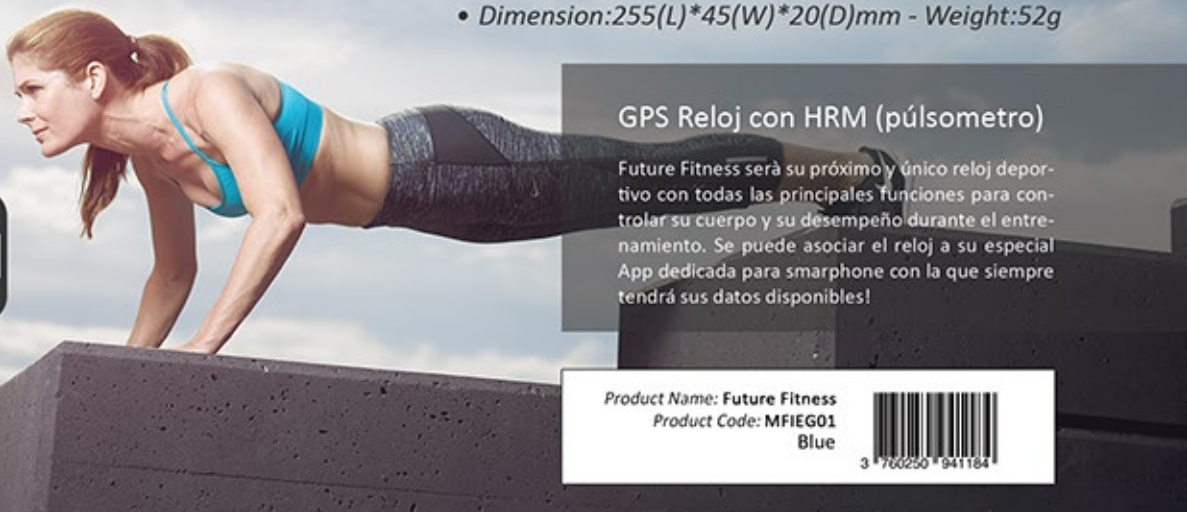 • Dimension:255(L)*45(W)*20(D)mm - Weight:52g
GPS Reloj con HRM (púlsometro)
Future Fitness serà su próximo y único reloj depor-
tivo con todas las principales funciones para con-
trolar su cuerpo y su desempeño durante el entre-
namiento. Se puede asociar el reloj a su especial
App dedicada para smarphone con la que siempre
tendrá sus datos disponibles!
Product Name: Future Fitness
Product Code: MFIEG01
Blue
3 760250 941184